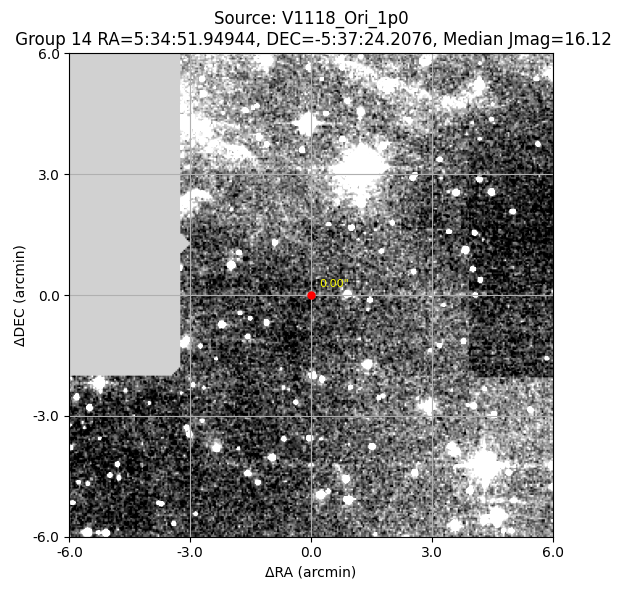 Source: V1118_Ori_1p0
Group 14 RA=5:34:51.94944, DEC=-5:37:24.2076, Median Jmag=16.12
6.0
3.0
0.0
-3.0
-6.0
ΔDEC (arcmin)
0.00"
-6.0 -3.0 0.0 3.0 6.0
ΔRA (arcmin)